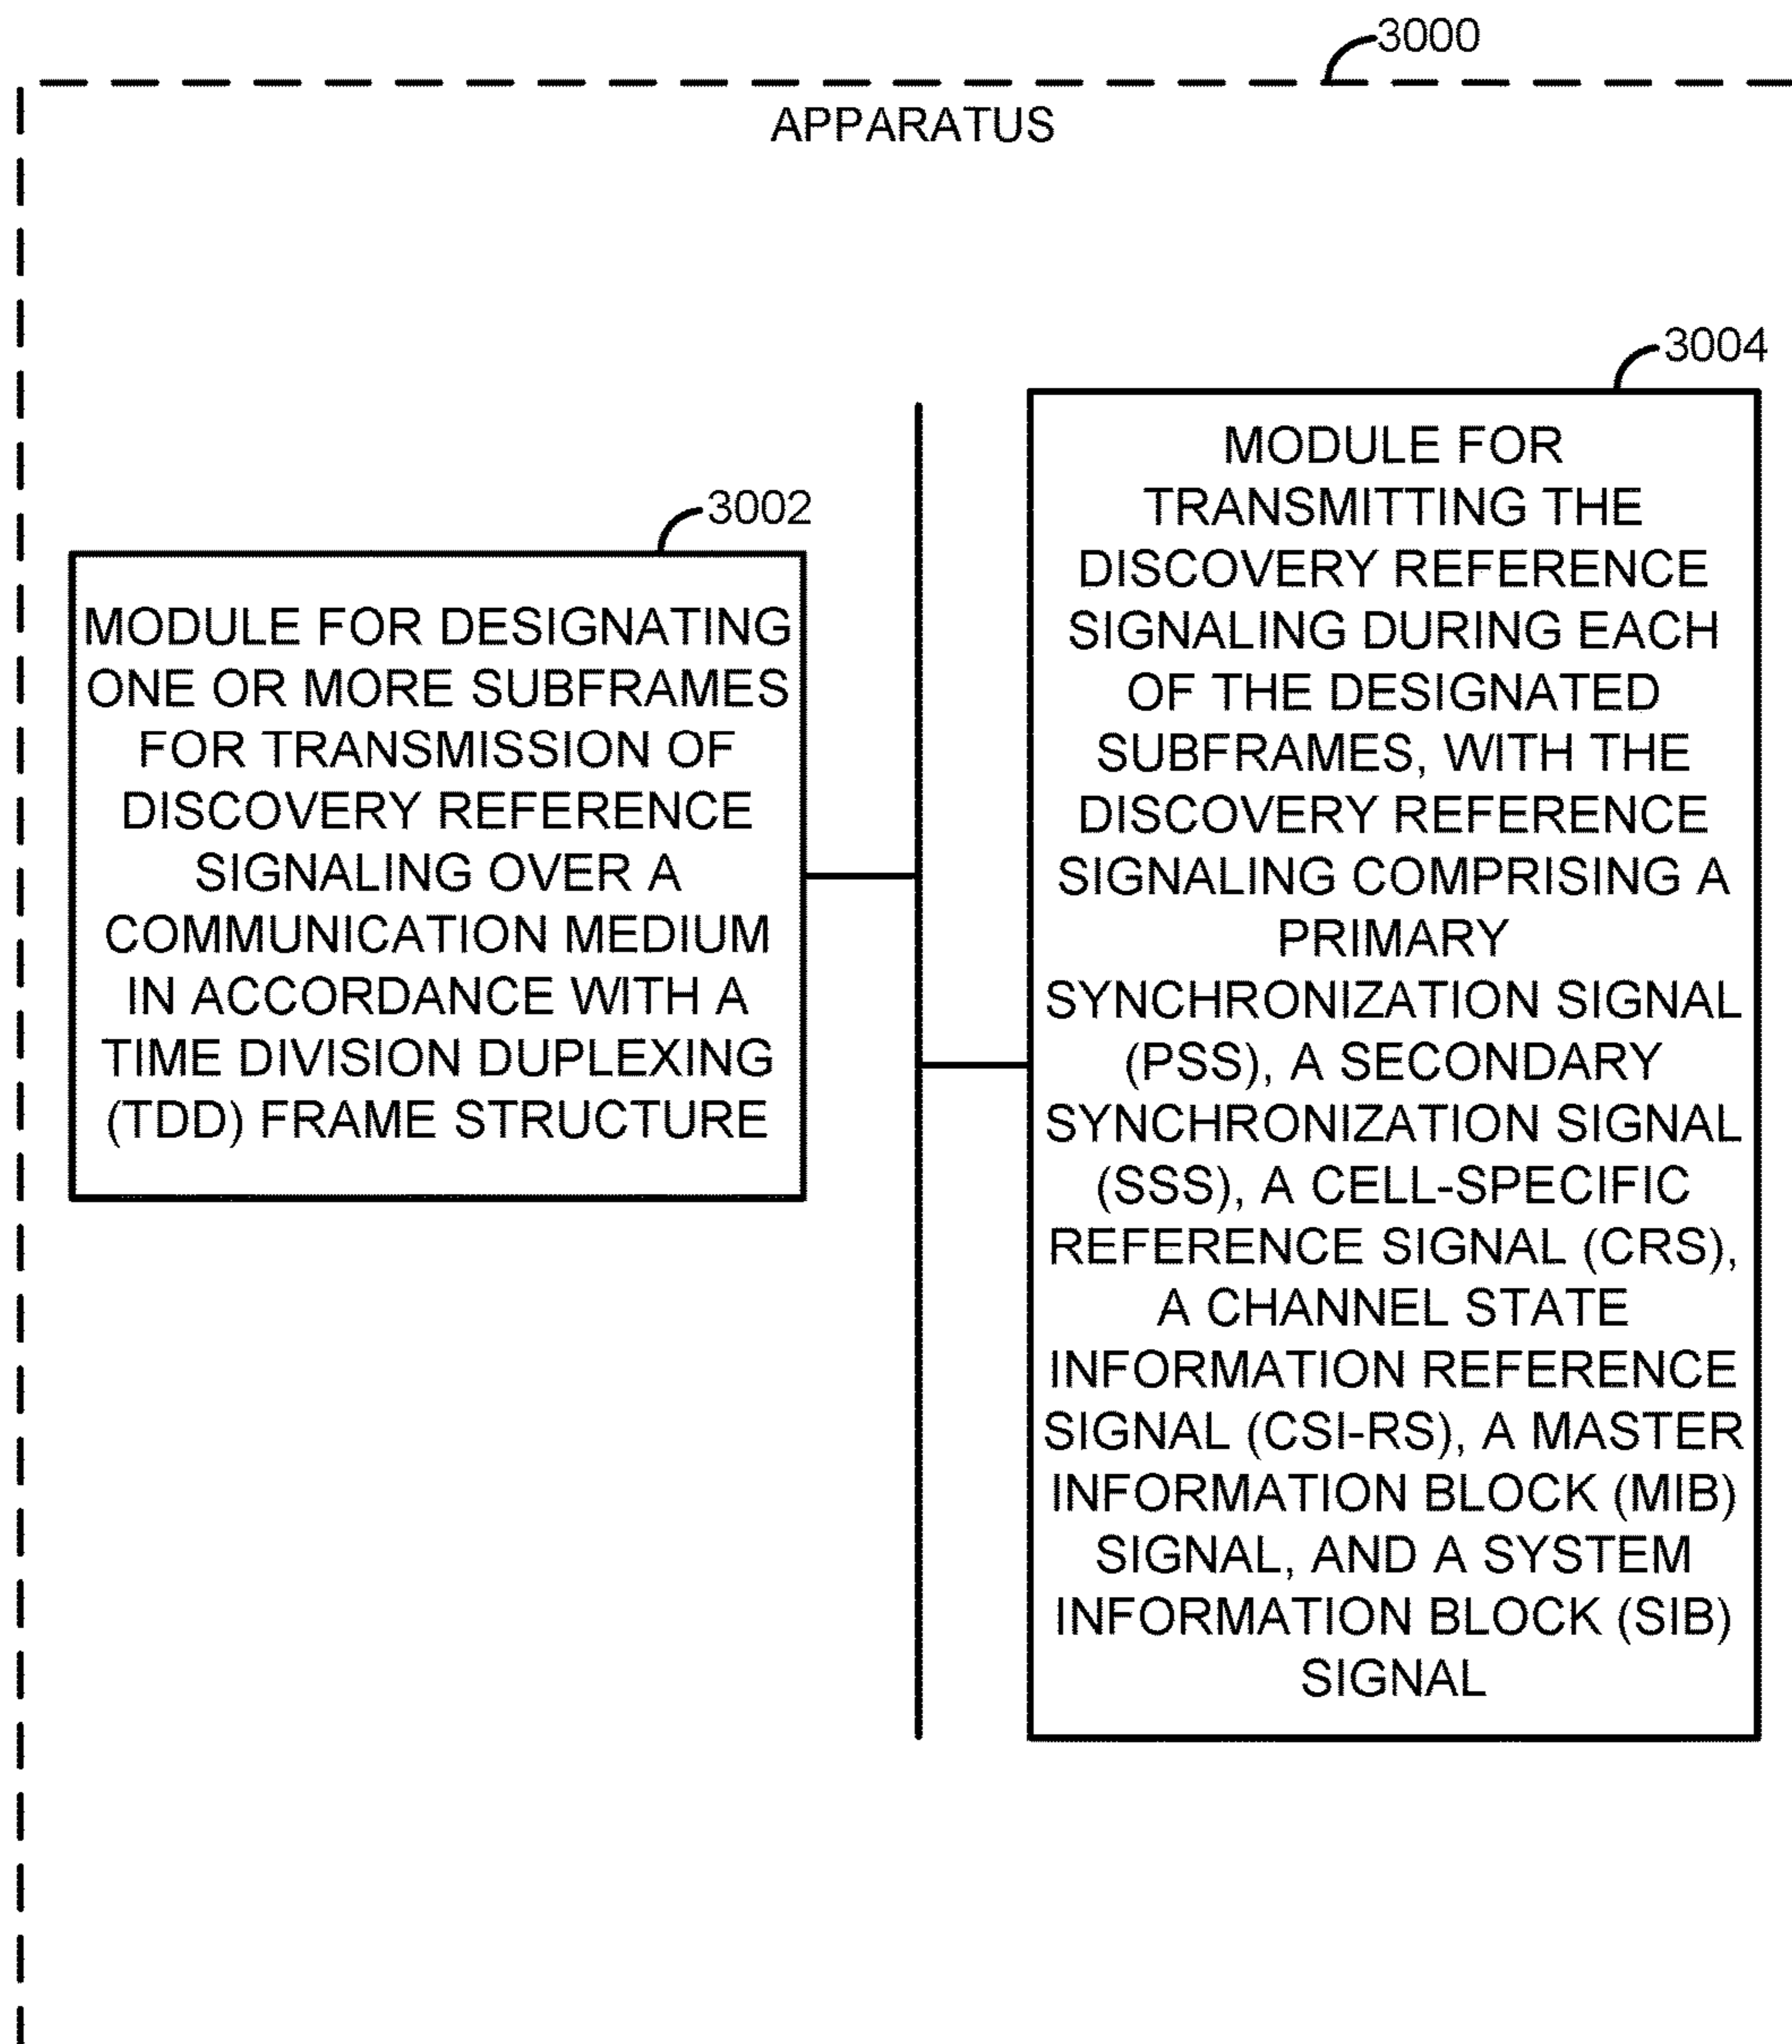 3000
APPARATUS
3002
MODULE FOR DESIGNATING
ONE OR MORE SUBFRAMES
FOR TRANSMISSION OF
DISCOVERY REFERENCE
SIGNALING OVER A
COMMUNICATION MEDIUM
IN ACCORDANCE WITH A
TIME DIVISION DUPLEXING
(TDD) FRAME STRUCTURE
3004
MODULE FOR
TRANSMITTING THE
DISCOVERY REFERENCE
SIGNALING DURING EACH
OF THE DESIGNATED
SUBFRAMES, WITH THE
DISCOVERY REFERENCE
SIGNALING COMPRISING A
PRIMARY
SYNCHRONIZATION SIGNAL
(PSS), A SECONDARY
SYNCHRONIZATION SIGNAL
(SSS), A CELL-SPECIFIC
REFERENCE SIGNAL (CRS),
A CHANNEL STATE
INFORMATION REFERENCE
SIGNAL (CSI-RS), A MASTER
INFORMATION BLOCK (MIB)
SIGNAL, AND A SYSTEM
INFORMATION BLOCK (SIB)
SIGNAL